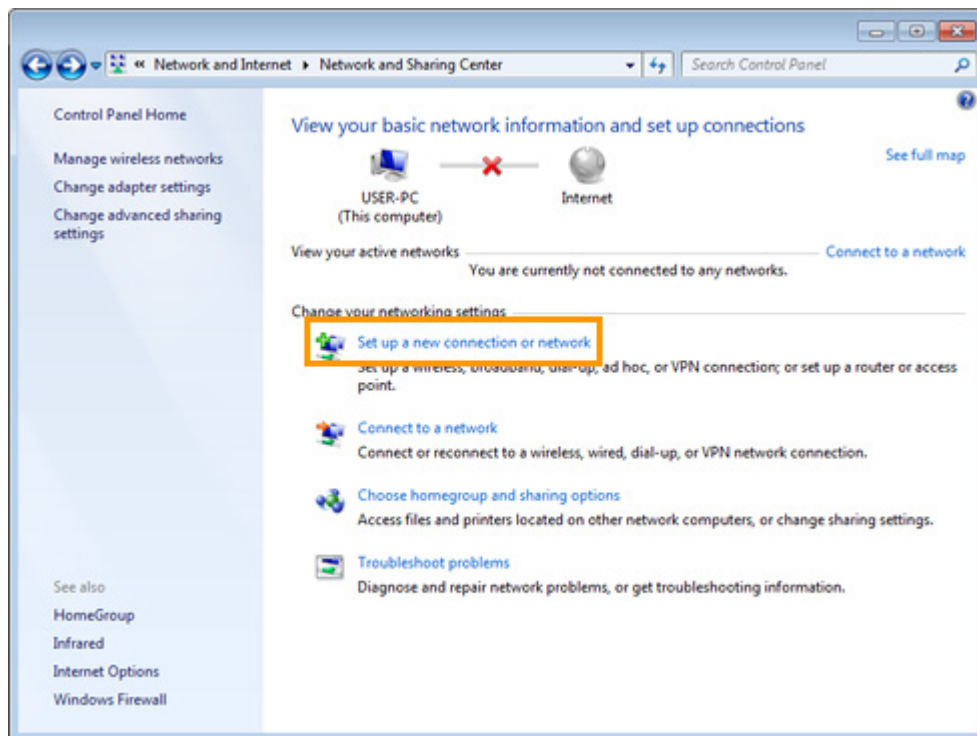 « Network and Internet ▸ Network and Sharing Center
Search Control Panel
Control Panel Home
Manage wireless networks
Change adapter settings
Change advanced sharing
settings
See also
HomeGroup
Infrared
Internet Options
Windows Firewall
View your basic network information and set up connections
See full map
USER-PC
(This computer)
Internet
View your active networks
Connect to a network
You are currently not connected to any networks.
Change your networking settings
Set up a new connection or network
Set up a wireless, broadband, dial-up, ad hoc, or VPN connection; or set up a router or access
point.
Connect to a network
Connect or reconnect to a wireless, wired, dial-up, or VPN network connection.
Choose homegroup and sharing options
Access files and printers located on other network computers, or change sharing settings.
Troubleshoot problems
Diagnose and repair network problems, or get troubleshooting information.